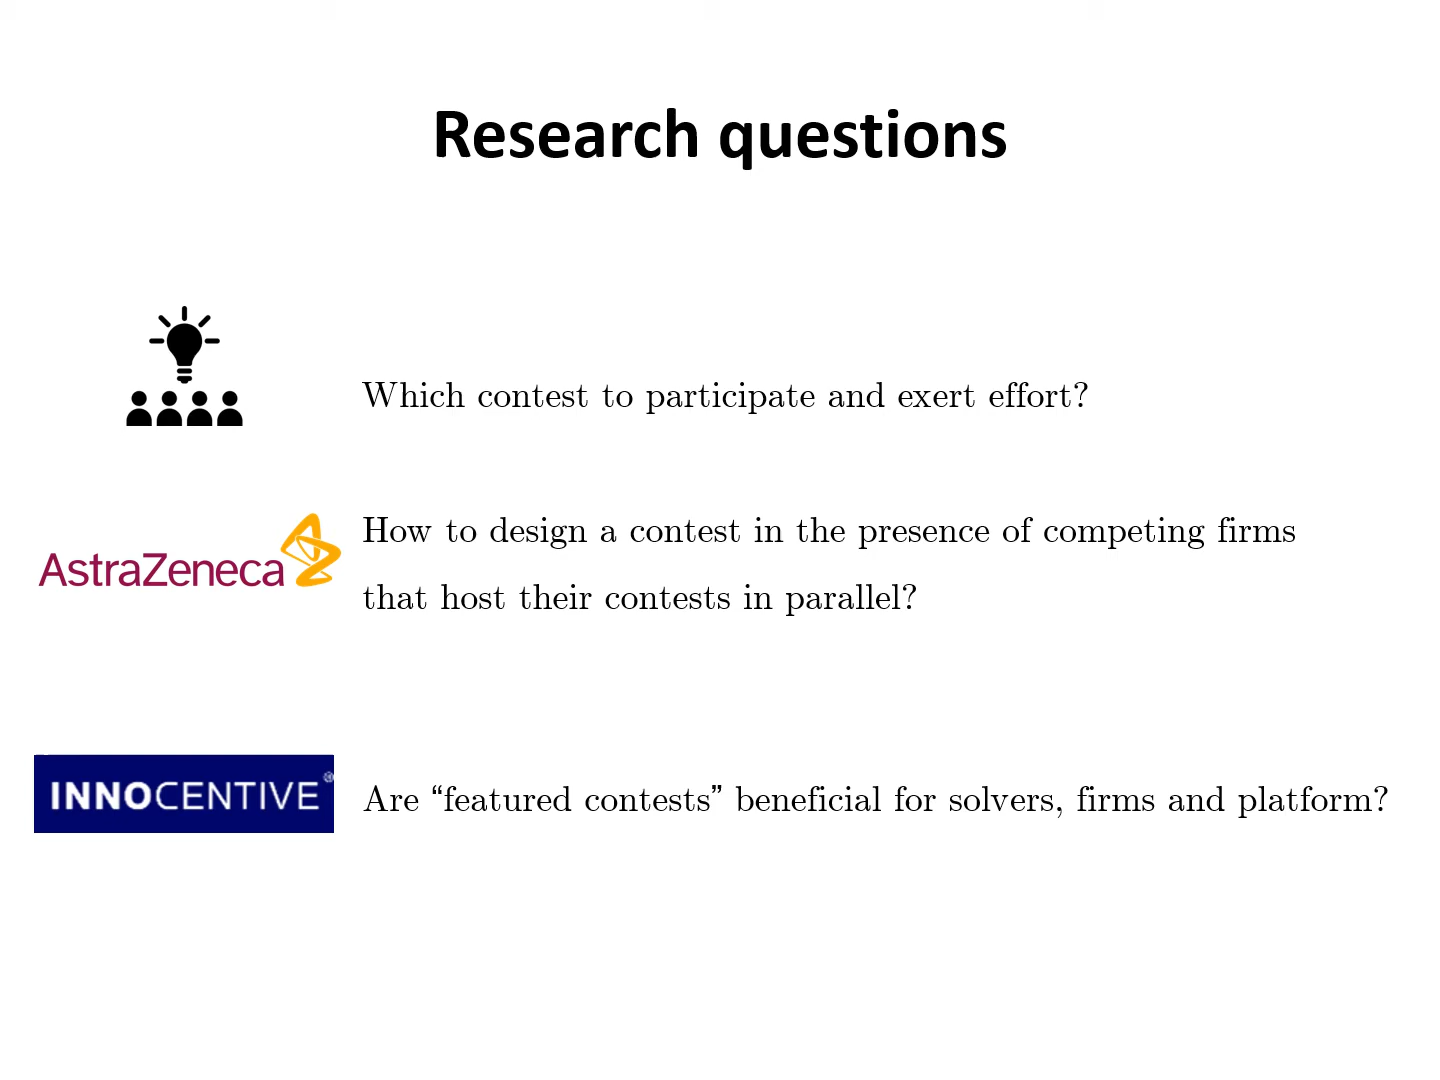 Research questions
Which contest to participate and exert effort?
AstraZeneca
How to design a contest in the presence of competing firms
that host their contests in parallel?
INNOCENTIVE®
Are “featured contests” beneficial for solvers, firms and platform?